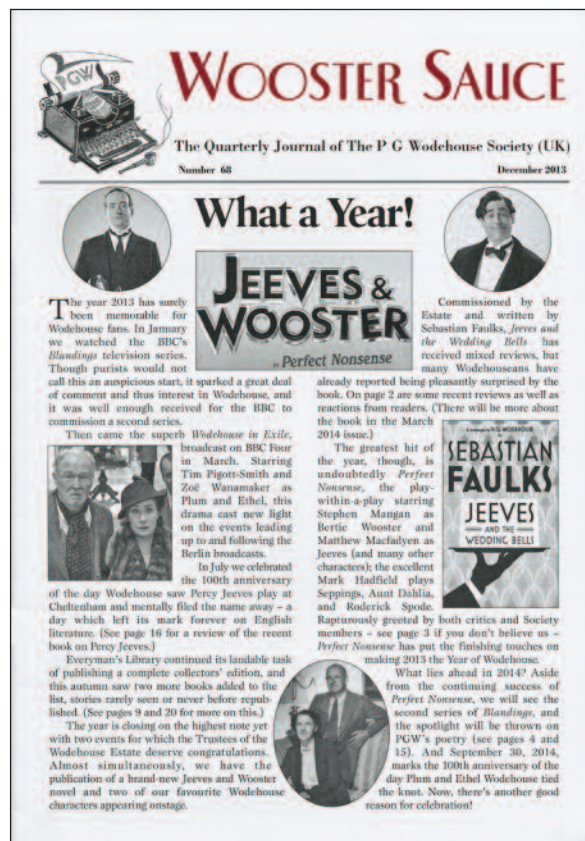 PGW
WOOSTER SAUCE
The Quarterly Journal of The P G Wodehouse Society (UK)
Number 68
December 2013
What a Year!
JEEVES &
WOOSTER
IN Perfect Nonsense
The year 2013 has surely
been memorable for
Wodehouse fans. In January
we watched the BBC's
Blandings television series.
Though purists would not
call this an auspicious start, it sparked a great deal
of comment and thus interest in Wodehouse, and
it was well enough received for the BBC to
commission a second series.
Then came the superb Wodehouse in Exile,
broadcast on BBC Four
in March. Starring
Tim Pigott-Smith and
Zoë Wanamaker as
Plum and Ethel, this
drama cast new light
on the events leading
up to and following the
Berlin broadcasts.
In July we celebrated
the 100th anniversary
of the day Wodehouse saw Percy Jeeves play at
Cheltenham and mentally filed the name away – a
day which left its mark forever on English
literature. (See page 16 for a review of the recent
book on Percy Jeeves.)
Everyman's Library continued its laudable task
of publishing a complete collectors' edition, and
this autumn saw two more books added to the
list, stories rarely seen or never before repub-
lished. (See pages 9 and 20 for more on this.)
The year is closing on the highest note yet
with two events for which the Trustees of the
Wodehouse Estate deserve congratulations.
Almost simultaneously, we have the
publication of a brand-new Jeeves and Wooster
novel and two of our favourite Wodehouse
characters appearing onstage.
Commissioned by the
Estate and written by
Sebastian Faulks, Jeeves and
the Wedding Bells has
received mixed reviews, but
many Wodehouseans have
already reported being pleasantly surprised by the
book. On page 2 are some recent reviews as well as
reactions from readers. (There will be more about
the book in the March
2014 issue.)
The greatest hit of
the year, though, is
undoubtedly Perfect
Nonsense, the play-
within-a-play starring
Stephen Mangan as
Bertie Wooster and
Matthew Macfadyen as
Jeeves (and many other
characters); the excellent
Mark Hadfield plays
Seppings, Aunt Dahlia,
and Roderick Spode.
Rapturously greeted by both critics and Society
members – see page 3 if you don't believe us –
Perfect Nonsense has put the finishing touches on
making 2013 the Year of Wodehouse.
What lies ahead in 2014? Aside
from the continuing success of
Perfect Nonsense, we will see the
second series of Blandings, and
the spotlight will be thrown on
PGW's poetry (see pages 4 and
15). And September 30, 2014,
marks the 100th anniversary of the
day Plum and Ethel Wodehouse tied
the knot. Now, there's another good
reason for celebration!
SEBASTIAN
FAULKS
JEEVES
AND THE
WEDDING BELLS